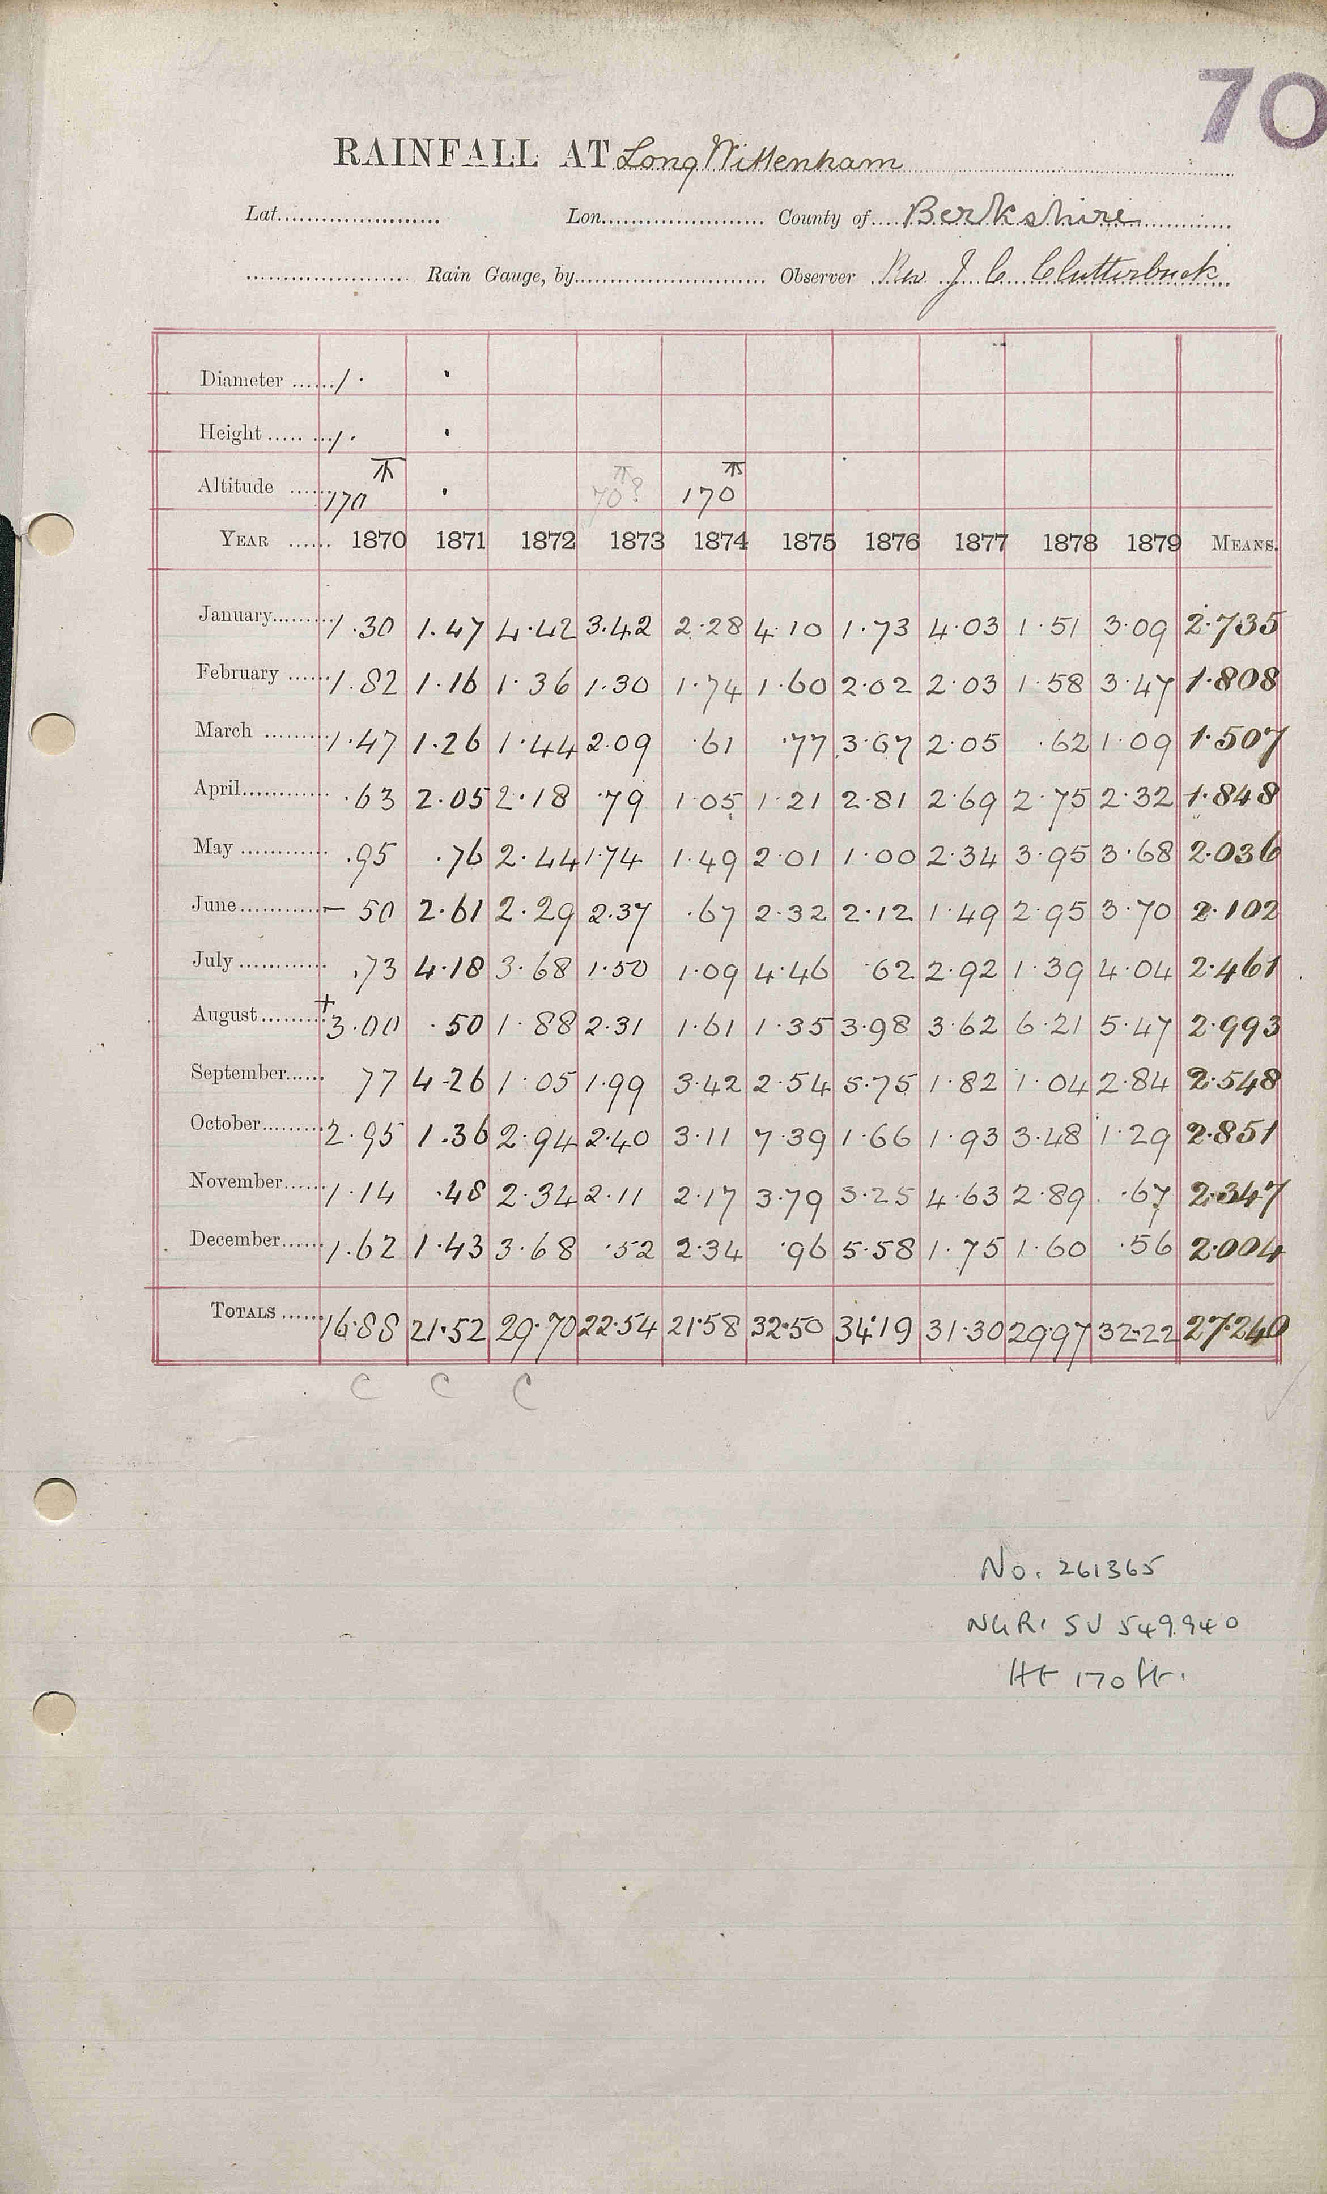 70
RAINFALL AT Long Wittenham
Lat. Lon. County of Berkshire
Rain Gauge, by Observer Rev J C Clutterbuck
Diameter 1 · ·
Height 1 · ·
Altitude 170 · 70? 170
YEAR 1870 1871 1872 1873 1874 1875 1876 1877 1878 1879 MEANS.
January 1.30 1.47 4.42 3.42 2.28 4.10 1.73 4.03 1.51 3.09 2.735
February 1.82 1.16 1.36 1.30 1.74 1.60 2.02 2.03 1.58 3.47 1.808
March 1.47 1.26 1.44 2.09 .61 .77 3.67 2.05 .62 1.09 1.507
April .63 2.05 2.18 .79 1.05 1.21 2.81 2.69 2.75 2.32 1.848
May .95 .76 2.44 1.74 1.49 2.01 1.00 2.34 3.95 3.68 2.036
June – 50 2.61 2.29 2.37 .67 2.32 2.12 1.49 2.95 3.70 2.102
July .73 4.18 3.68 1.50 1.09 4.46 .62 2.92 1.39 4.04 2.461
August + 3.00 .50 1.88 2.31 1.61 1.35 3.98 3.62 6.21 5.47 2.993
September 77 4.26 1.05 1.99 3.42 2.54 5.75 1.82 1.04 2.84 2.548
October 2.95 1.36 2.94 2.40 3.11 7.39 1.66 1.93 3.48 1.29 2.851
November 1.14 .48 2.34 2.11 2.17 3.79 3.25 4.63 2.89 .67 2.347
December 1.62 1.43 3.68 .52 2.34 .96 5.58 1.75 1.60 .56 2.004
TOTALS 16.88 21.52 29.70 22.54 21.58 32.50 34.19 31.30 29.97 32.22 27.240
C C C
No. 261365
NGR. SU 549940
Ht 170 ft.